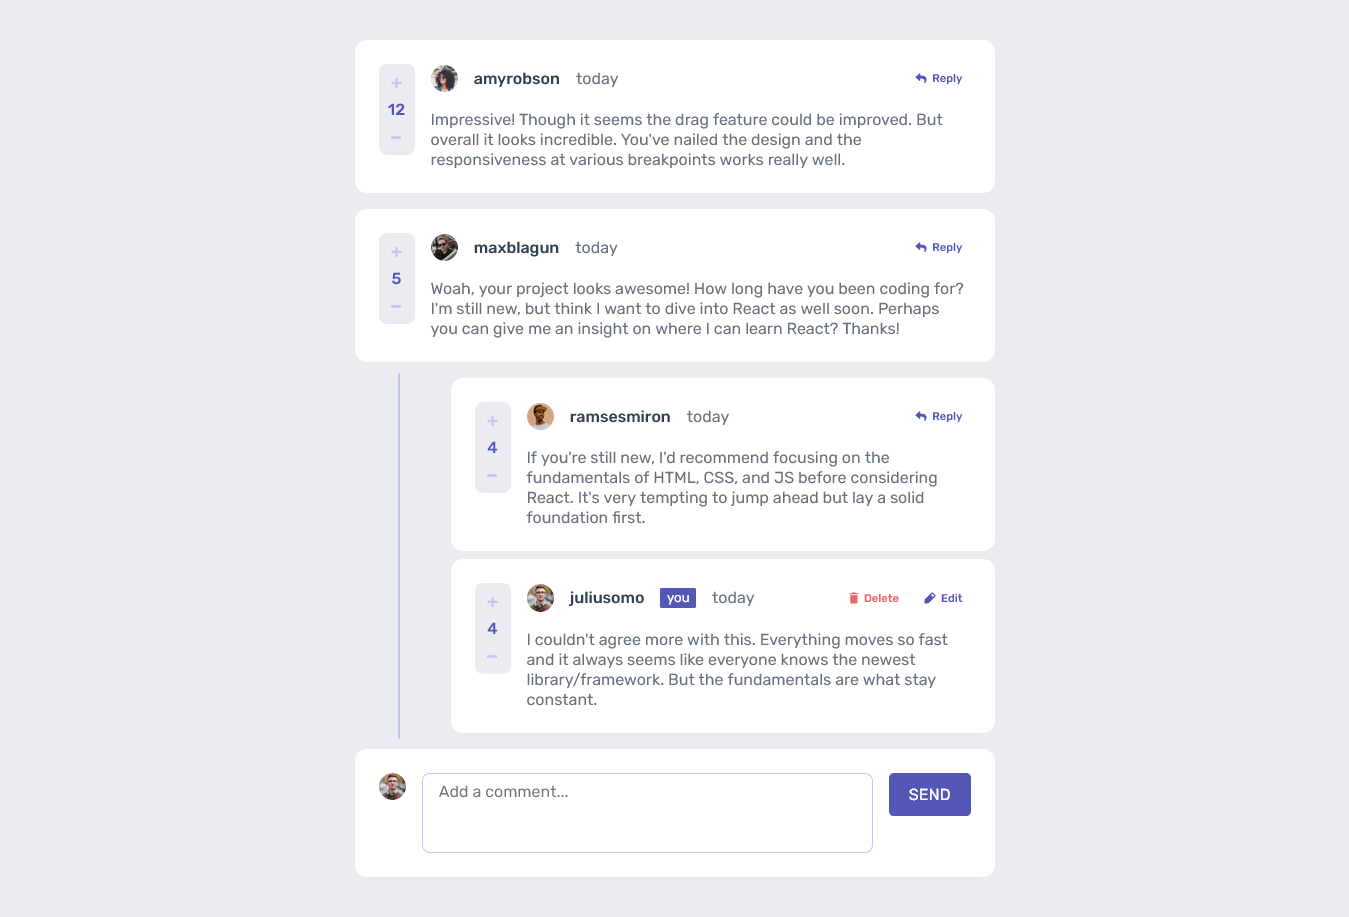 +
12
−
amyrobson today Reply
Impressive! Though it seems the drag feature could be improved. But
overall it looks incredible. You've nailed the design and the
responsiveness at various breakpoints works really well.
+
5
−
maxblagun today Reply
Woah, your project looks awesome! How long have you been coding for?
I'm still new, but think I want to dive into React as well soon. Perhaps
you can give me an insight on where I can learn React? Thanks!
+
4
−
ramsesmiron today Reply
If you're still new, I'd recommend focusing on the
fundamentals of HTML, CSS, and JS before considering
React. It's very tempting to jump ahead but lay a solid
foundation first.
+
4
−
juliusomo you today Delete Edit
I couldn't agree more with this. Everything moves so fast
and it always seems like everyone knows the newest
library/framework. But the fundamentals are what stay
constant.
Add a comment...
SEND